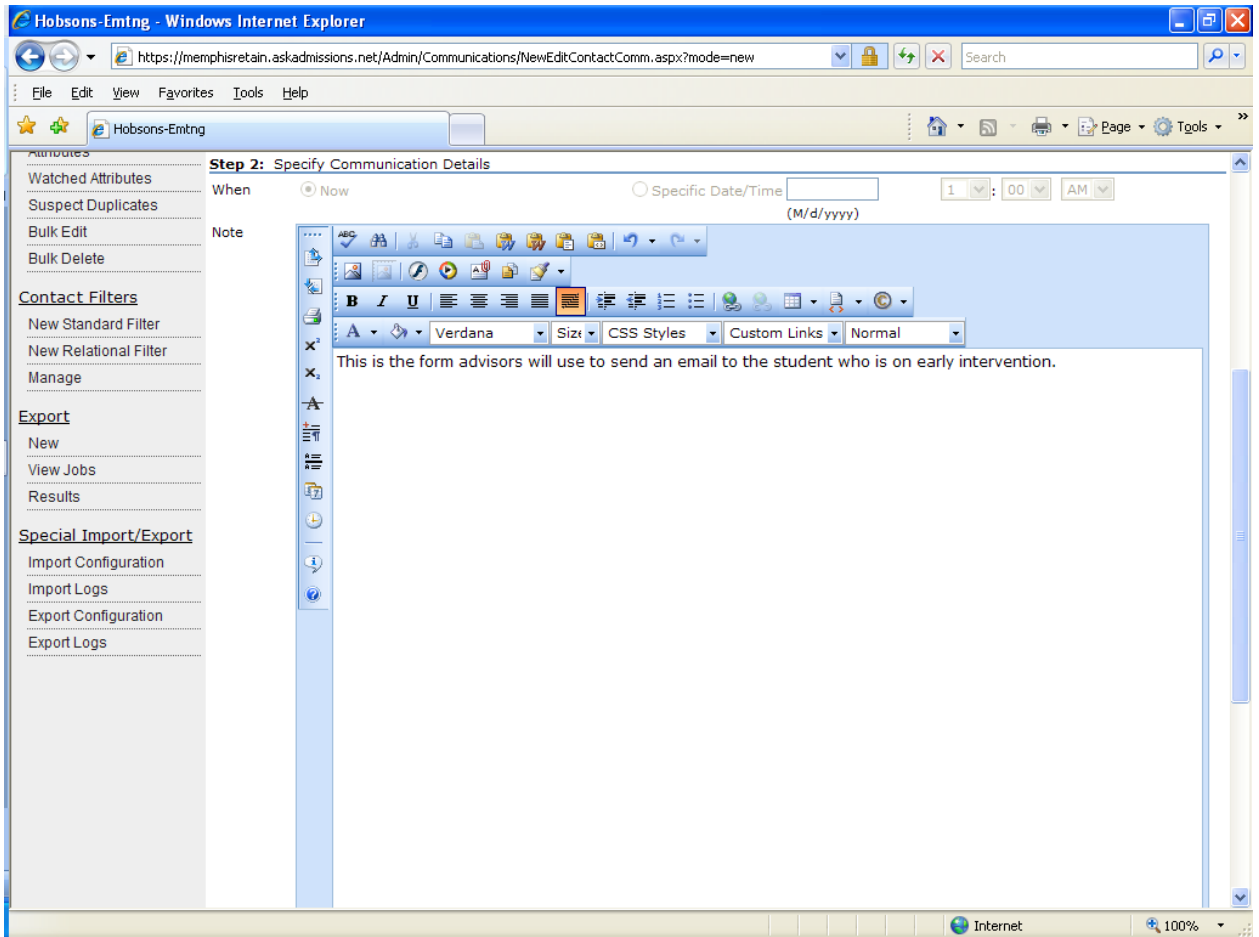 Hobsons-Emtng - Windows Internet Explorer
https://memphisretain.askadmissions.net/Admin/Communications/NewEditContactComm.aspx?mode=new
Search
File Edit View Favorites Tools Help
Hobsons-Emtng
Page Tools
Attributes
Watched Attributes
Suspect Duplicates
Bulk Edit
Bulk Delete
Contact Filters
New Standard Filter
New Relational Filter
Manage
Export
New
View Jobs
Results
Special Import/Export
Import Configuration
Import Logs
Export Configuration
Export Logs
Step 2: Specify Communication Details
When Now Specific Date/Time 1 : 00 AM
(M/d/yyyy)
Note
ABC
B I U
A Verdana Size CSS Styles Custom Links Normal
This is the form advisors will use to send an email to the student who is on early intervention.
Internet 100%